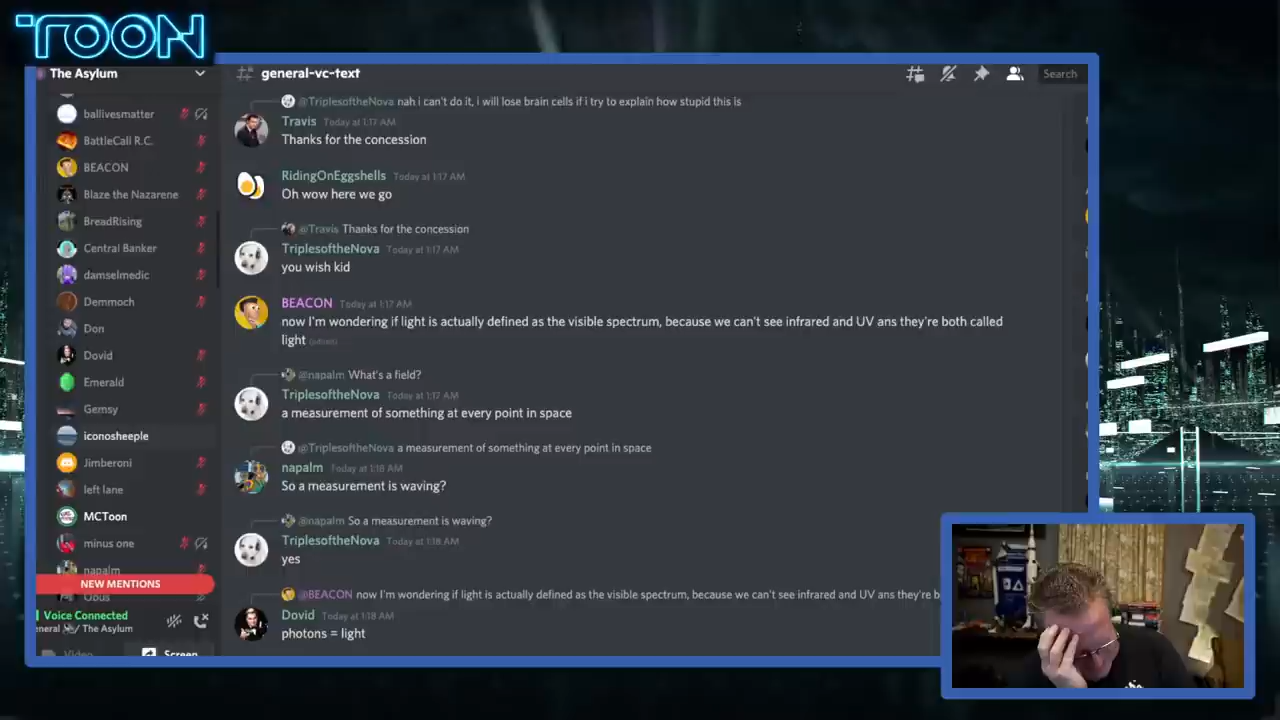 TOON
The Asylum
ballivesmatter
BattleCall R.C.
BEACON
Blaze the Nazarene
BreadRising
Central Banker
damselmedic
Demmoch
Don
Dovid
Emerald
Gemsy
iconosheeple
Jimberoni
left lane
MCToon
minus one
napalm
Opus
NEW MENTIONS
Voice Connected
eneral / The Asylum
Video
Screen
general-vc-text
Search
@TriplesoftheNova nah i can't do it, i will lose brain cells if i try to explain how stupid this is
Travis Today at 1:17 AM
Thanks for the concession
RidingOnEggshells Today at 1:17 AM
Oh wow here we go
@Travis Thanks for the concession
TriplesoftheNova Today at 1:17 AM
you wish kid
BEACON Today at 1:17 AM
now I'm wondering if light is actually defined as the visible spectrum, because we can't see infrared and UV ans they're both called
light (edited)
@napalm What's a field?
TriplesoftheNova Today at 1:17 AM
a measurement of something at every point in space
@TriplesoftheNova a measurement of something at every point in space
napalm Today at 1:18 AM
So a measurement is waving?
@napalm So a measurement is waving?
TriplesoftheNova Today at 1:18 AM
yes
@BEACON now I'm wondering if light is actually defined as the visible spectrum, because we can't see infrared and UV ans they're b
Dovid Today at 1:18 AM
photons = light